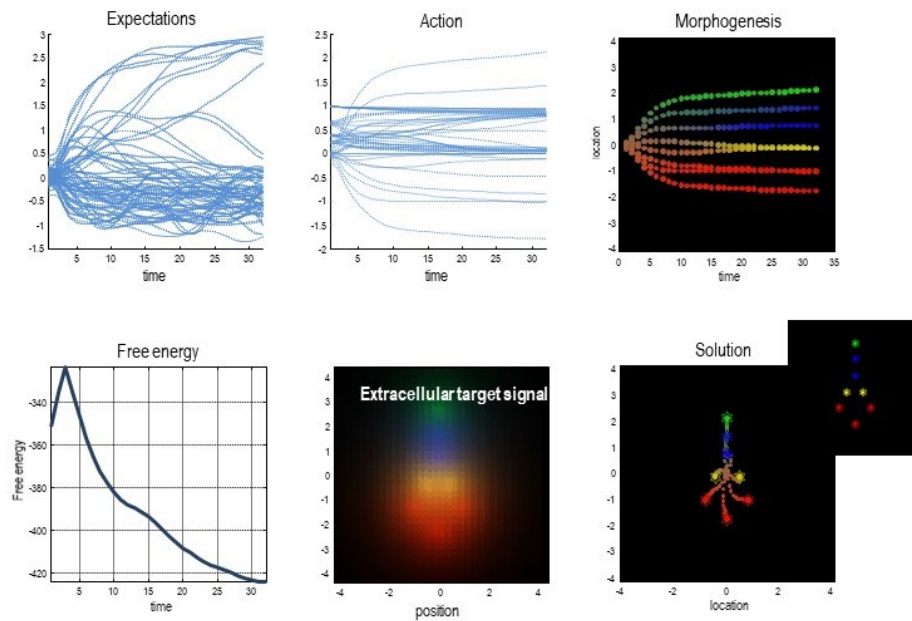 Expectations
3
2.5
2
1.5
1
0.5
0
-0.5
-1
-1.5
5 10 15 20 25 30
time
Action
2.5
2
1.5
1
0.5
0
-0.5
-1
-1.5
-2
5 10 15 20 25 30
time
Morphogenesis
4
3
2
1
0
-1
-2
-3
-4
location
0 5 10 15 20 25 30 35
time
Free energy
-340
-360
-380
-400
-420
Free energy
5 10 15 20 25 30
time
Extracellular target signal
4
3
2
1
0
-1
-2
-3
-4
-4 -2 0 2 4
position
Solution
4
3
2
1
0
-1
-2
-3
-4
-4 -2 0 2 4
location